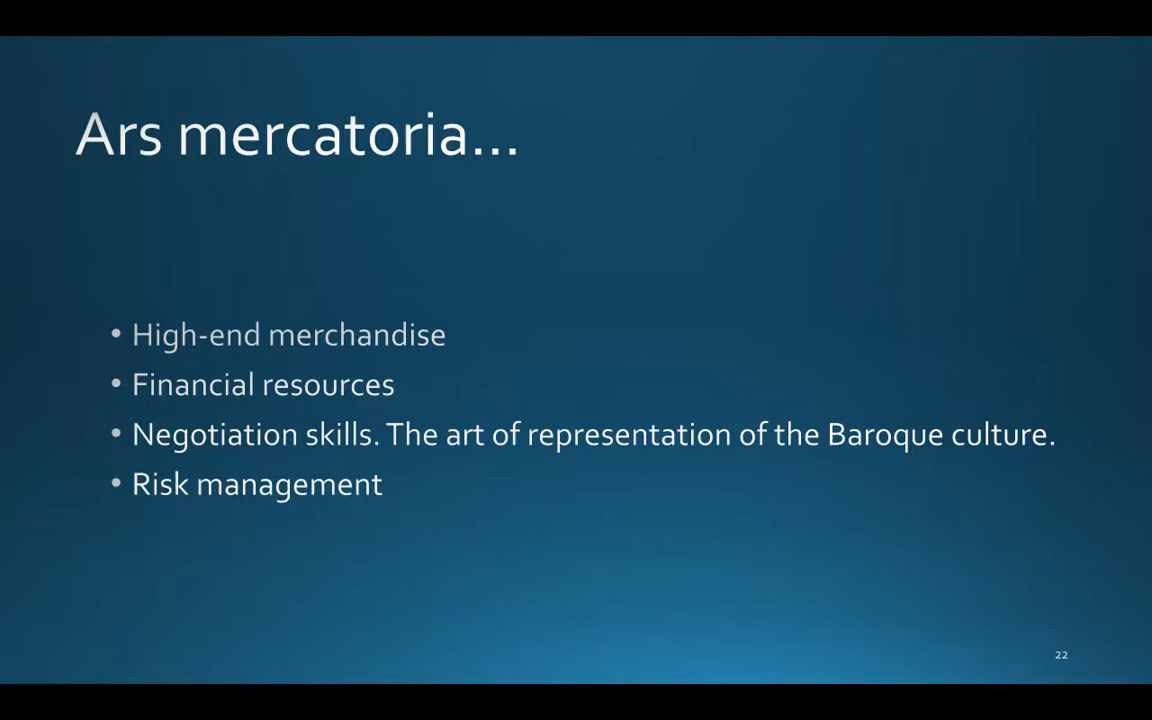 Ars mercatoria...
• High-end merchandise
• Financial resources
• Negotiation skills. The art of representation of the Baroque culture.
• Risk management
22